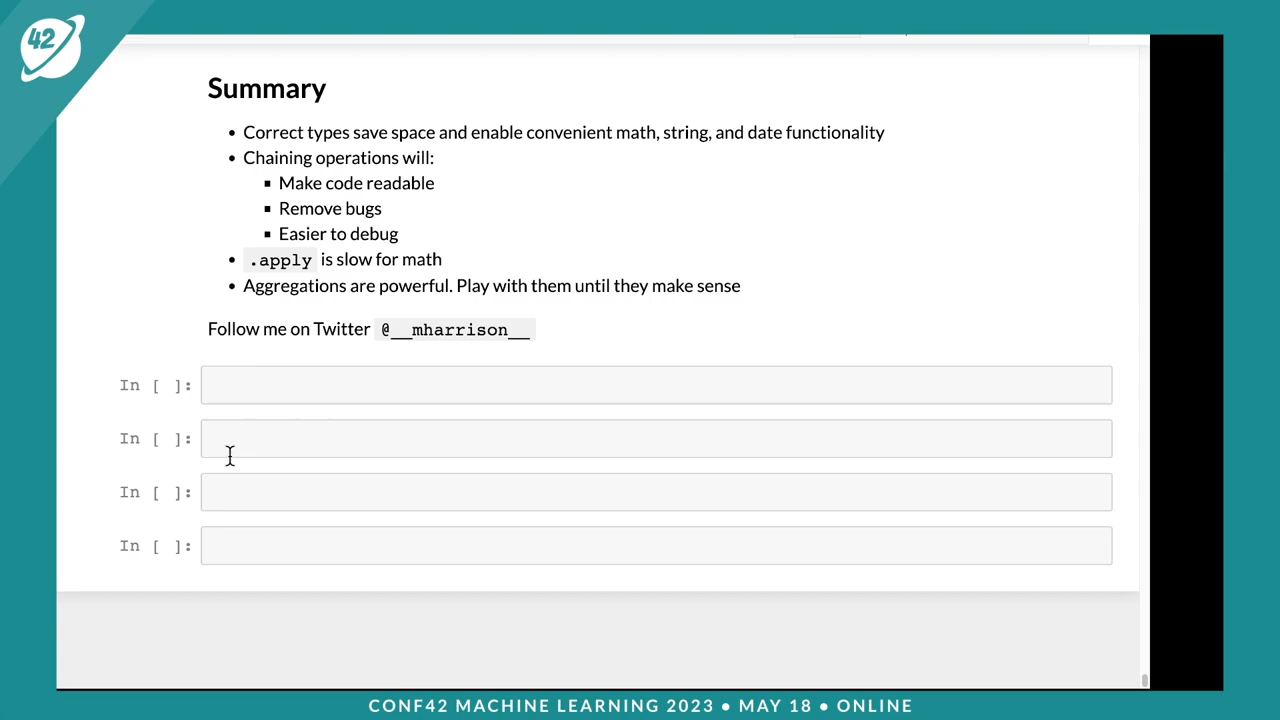 42
Summary
• Correct types save space and enable convenient math, string, and date functionality
• Chaining operations will:
▪ Make code readable
▪ Remove bugs
▪ Easier to debug
• .apply is slow for math
• Aggregations are powerful. Play with them until they make sense
Follow me on Twitter @__mharrison__
In [ ]:
In [ ]:
In [ ]:
In [ ]:
CONF42 MACHINE LEARNING 2023 • MAY 18 • ONLINE